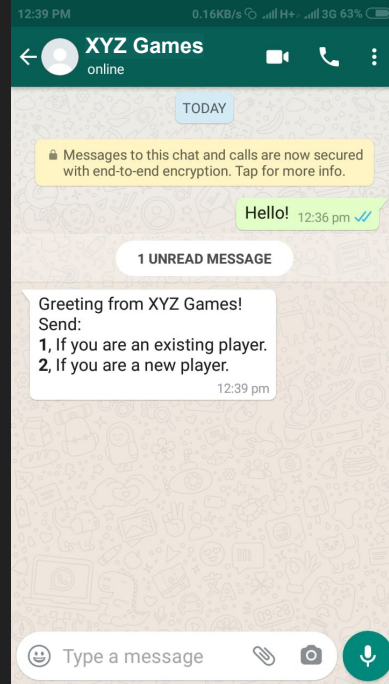 12:39 PM 0.16KB/s H+ 3G 63%
XYZ Games
online
TODAY
Messages to this chat and calls are now secured
with end-to-end encryption. Tap for more info.
Hello! 12:36 pm
1 UNREAD MESSAGE
Greeting from XYZ Games!
Send:
1, If you are an existing player.
2, If you are a new player.
12:39 pm
Type a message